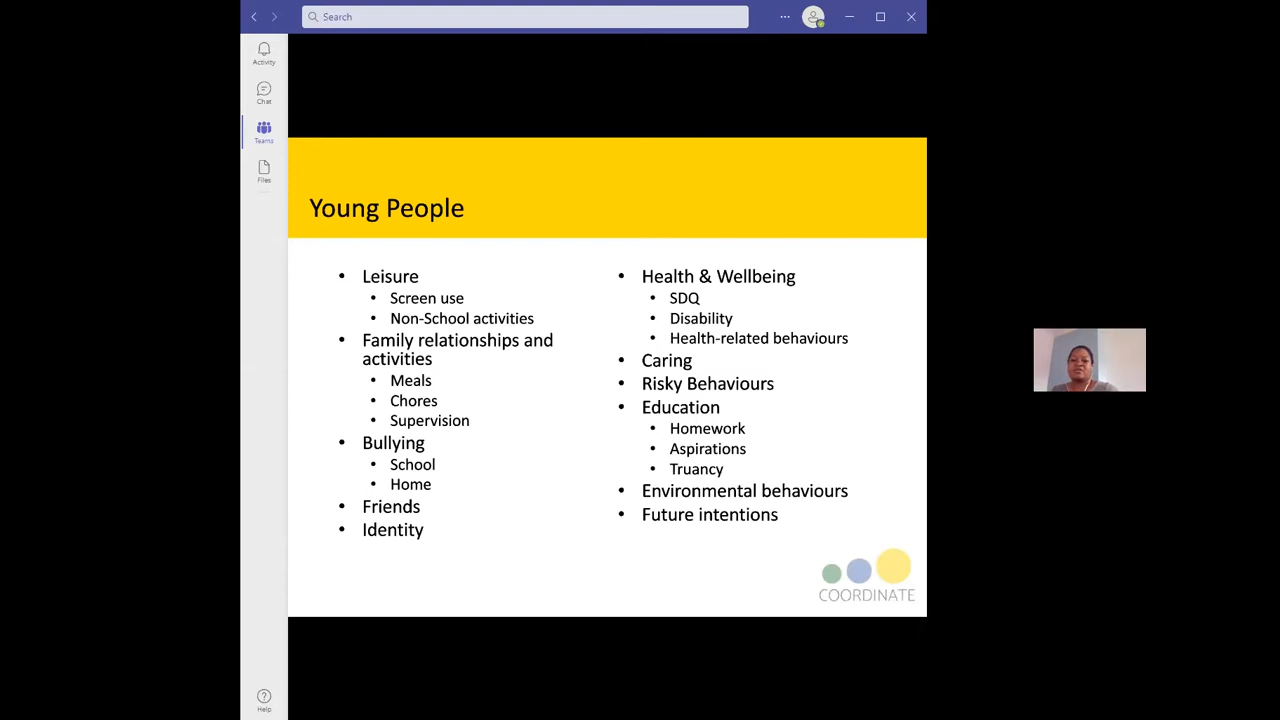 Search
Activity
Chat
Teams
Files
Help
Young People
• Leisure
• Screen use
• Non-School activities
• Family relationships and
activities
• Meals
• Chores
• Supervision
• Bullying
• School
• Home
• Friends
• Identity
• Health & Wellbeing
• SDQ
• Disability
• Health-related behaviours
• Caring
• Risky Behaviours
• Education
• Homework
• Aspirations
• Truancy
• Environmental behaviours
• Future intentions
COORDINATE